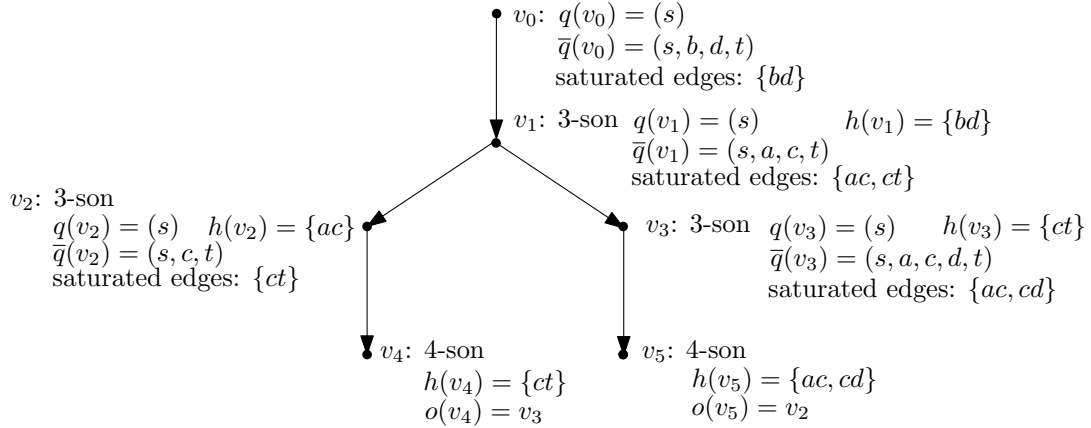 v₀: q(v₀) = (s)
q̅(v₀) = (s, b, d, t)
saturated edges: {bd}
v₁: 3-son q(v₁) = (s) h(v₁) = {bd}
q̅(v₁) = (s, a, c, t)
saturated edges: {ac, ct}
v₂: 3-son
q(v₂) = (s) h(v₂) = {ac}
q̅(v₂) = (s, c, t)
saturated edges: {ct}
v₃: 3-son q(v₃) = (s) h(v₃) = {ct}
q̅(v₃) = (s, a, c, d, t)
saturated edges: {ac, cd}
v₄: 4-son
h(v₄) = {ct}
o(v₄) = v₃
v₅: 4-son
h(v₅) = {ac, cd}
o(v₅) = v₂